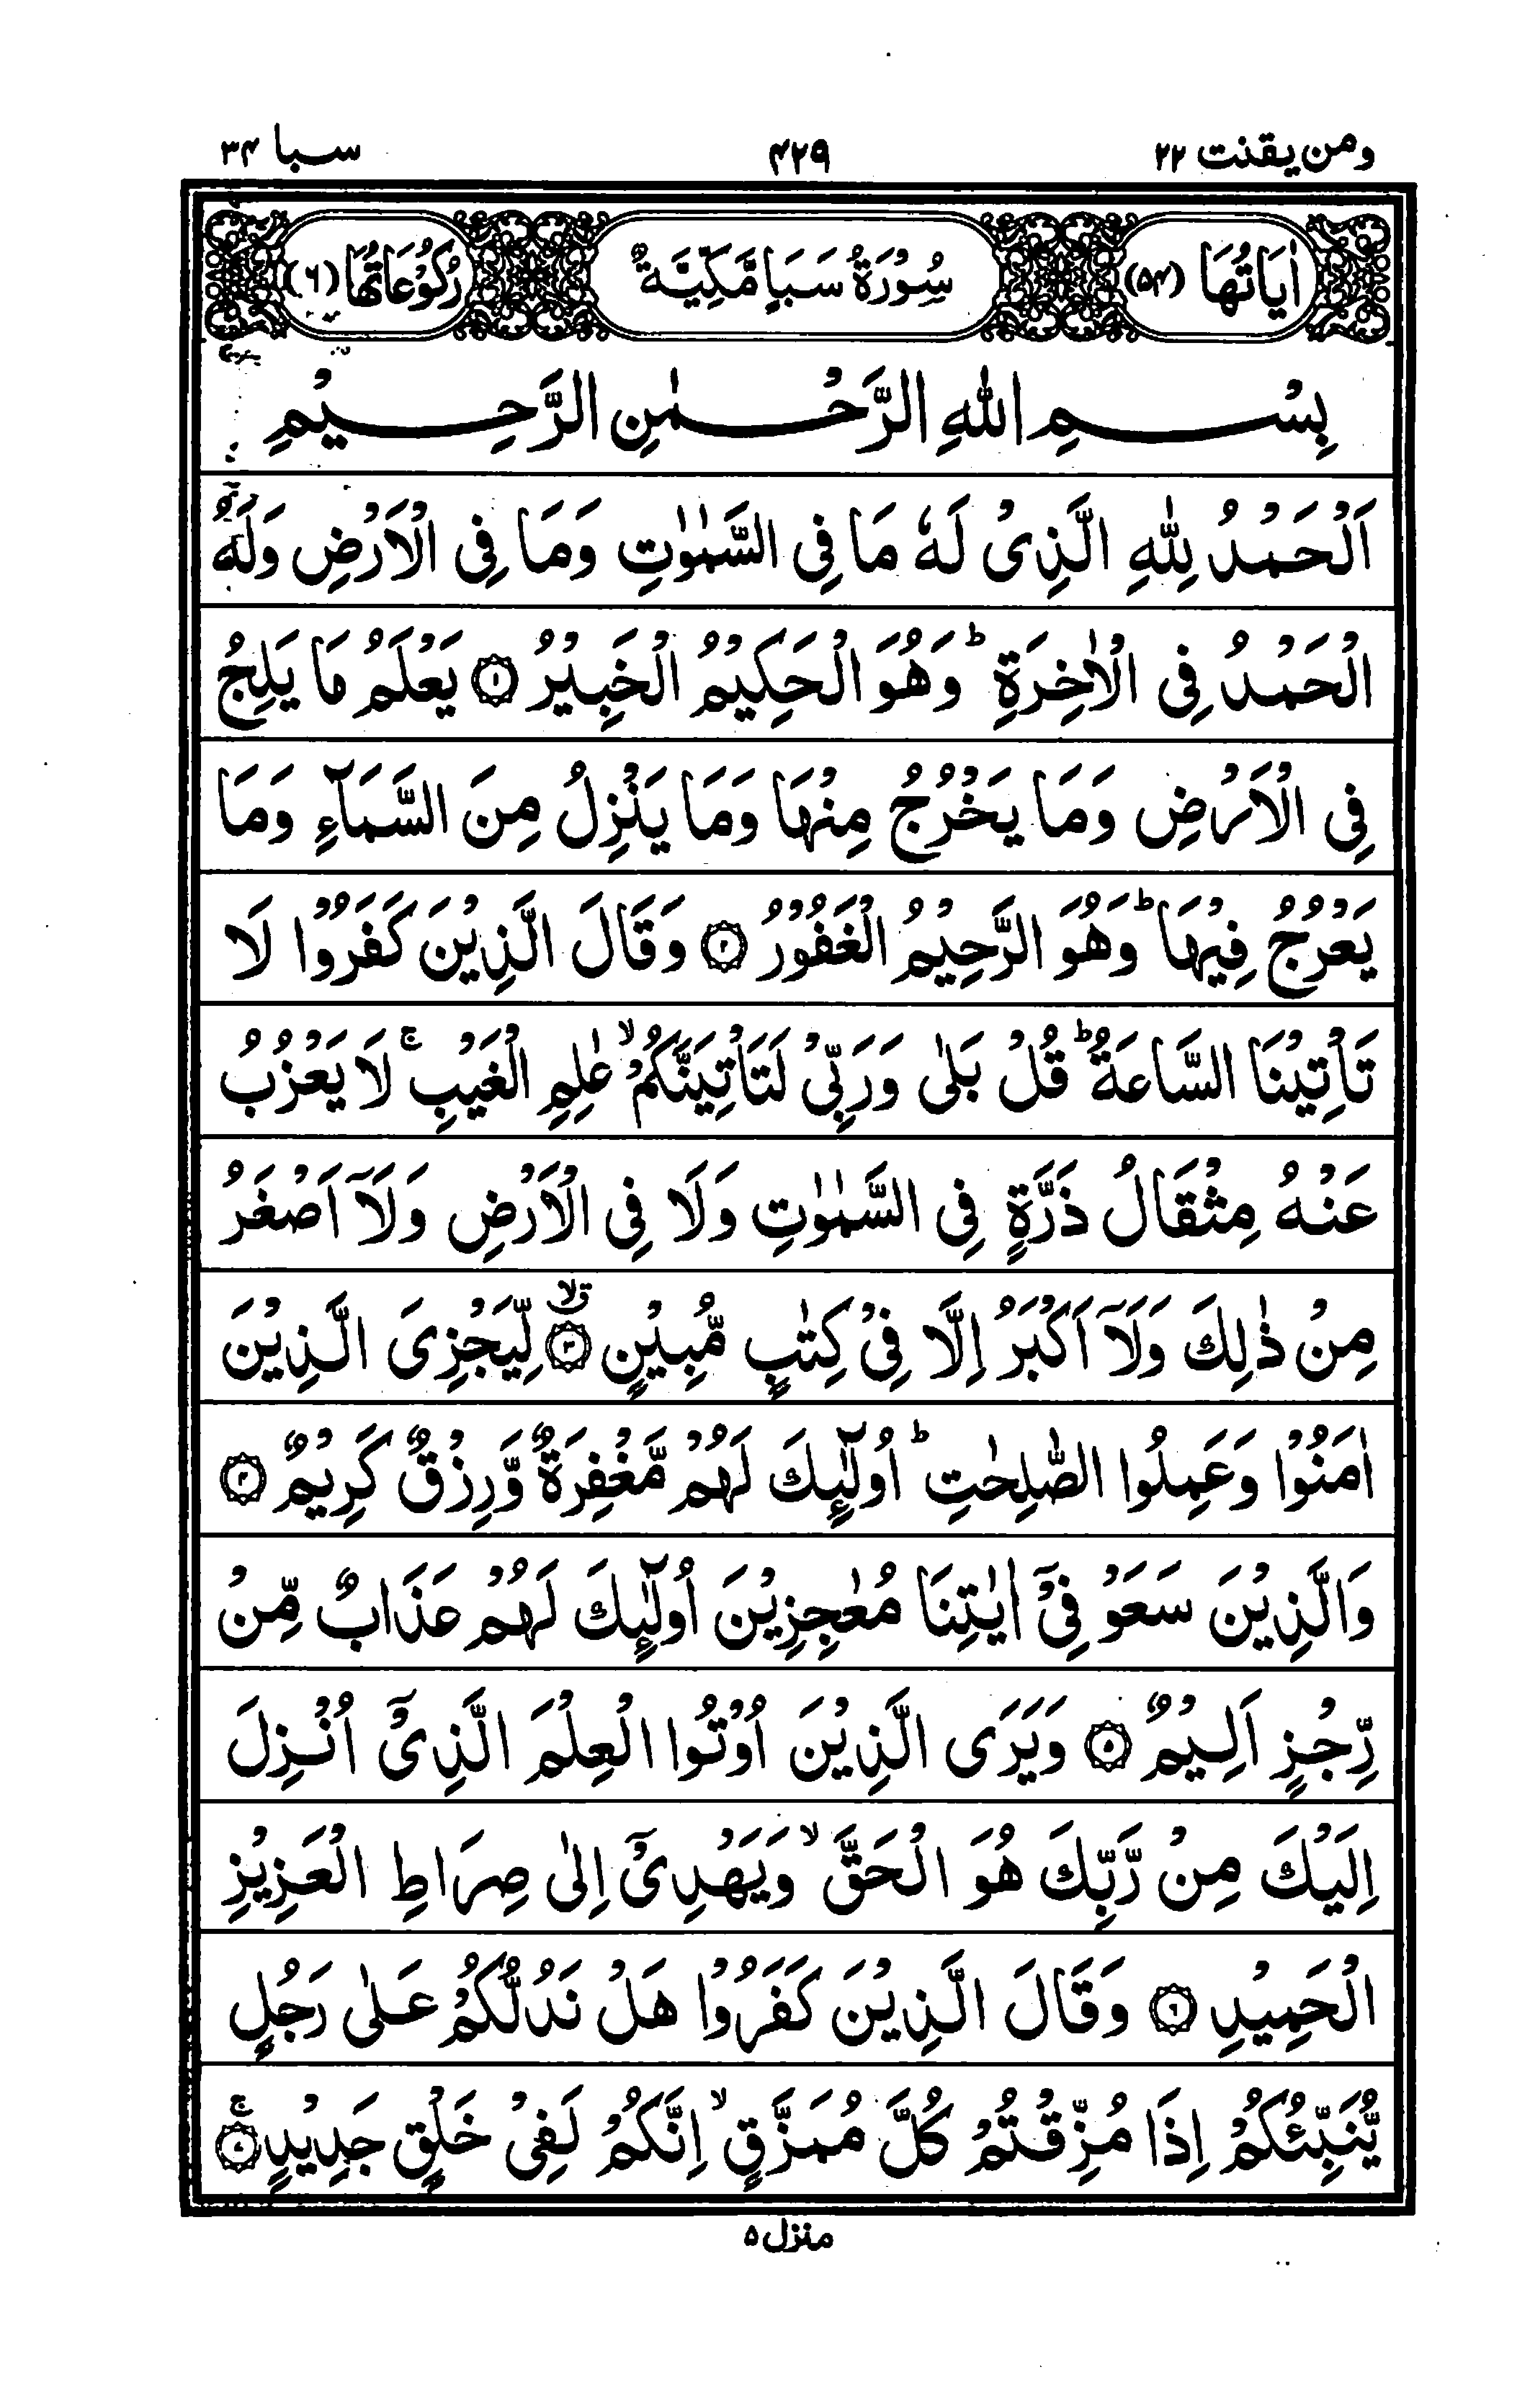 ومن يقنت ٢٢ ٤٢٩ سبا ٣٤
اٰيَاتُهَا (٥٤) سُوْرَةُ سَبَاٍ مَّكِّيَّةٌ رُكُوْعَاتُهَا (٦)
بِسْمِ اللّٰهِ الرَّحْمٰنِ الرَّحِيْمِ
اَلْحَمْدُ لِلّٰهِ الَّذِىْ لَهٗ مَا فِى السَّمٰوٰتِ وَمَا فِى الْاَرْضِ وَلَهُ
الْحَمْدُ فِى الْاٰخِرَةِ ؕ وَهُوَ الْحَكِيْمُ الْخَبِيْرُ ۝١ يَعْلَمُ مَا يَلِجُ
فِى الْاَرْضِ وَمَا يَخْرُجُ مِنْهَا وَمَا يَنْزِلُ مِنَ السَّمَآءِ وَمَا
يَعْرُجُ فِيْهَا ؕ وَهُوَ الرَّحِيْمُ الْغَفُوْرُ ۝٢ وَقَالَ الَّذِيْنَ كَفَرُوْا لَا
تَاْتِيْنَا السَّاعَةُ ؕ قُلْ بَلٰى وَرَبِّىْ لَتَاْتِيَنَّكُمْ ۙ عٰلِمِ الْغَيْبِ ۚ لَا يَعْزُبُ
عَنْهُ مِثْقَالُ ذَرَّةٍ فِى السَّمٰوٰتِ وَلَا فِى الْاَرْضِ وَلَاۤ اَصْغَرُ
مِنْ ذٰلِكَ وَلَاۤ اَكْبَرُ اِلَّا فِىْ كِتٰبٍ مُّبِيْنٍ ۝٣ قلا لِّيَجْزِىَ الَّذِيْنَ
اٰمَنُوْا وَعَمِلُوا الصّٰلِحٰتِ ؕ اُولٰٓئِكَ لَهُمْ مَّغْفِرَةٌ وَّرِزْقٌ كَرِيْمٌ ۝٤
وَالَّذِيْنَ سَعَوْ فِىْۤ اٰيٰتِنَا مُعٰجِزِيْنَ اُولٰٓئِكَ لَهُمْ عَذَابٌ مِّنْ
رِّجْزٍ اَلِيْمٌ ۝٥ وَيَرَى الَّذِيْنَ اُوْتُوا الْعِلْمَ الَّذِىْۤ اُنْزِلَ
اِلَيْكَ مِنْ رَّبِّكَ هُوَ الْحَقَّ ۙ وَيَهْدِىْۤ اِلٰى صِرَاطِ الْعَزِيْزِ
الْحَمِيْدِ ۝٦ وَقَالَ الَّذِيْنَ كَفَرُوْا هَلْ نَدُلُّكُمْ عَلٰى رَجُلٍ
يُّنَبِّئُكُمْ اِذَا مُزِّقْتُمْ كُلَّ مُمَزَّقٍ ۙ اِنَّكُمْ لَفِىْ خَلْقٍ جَدِيْدٍ ۝٧ ۚ
منزل ٥